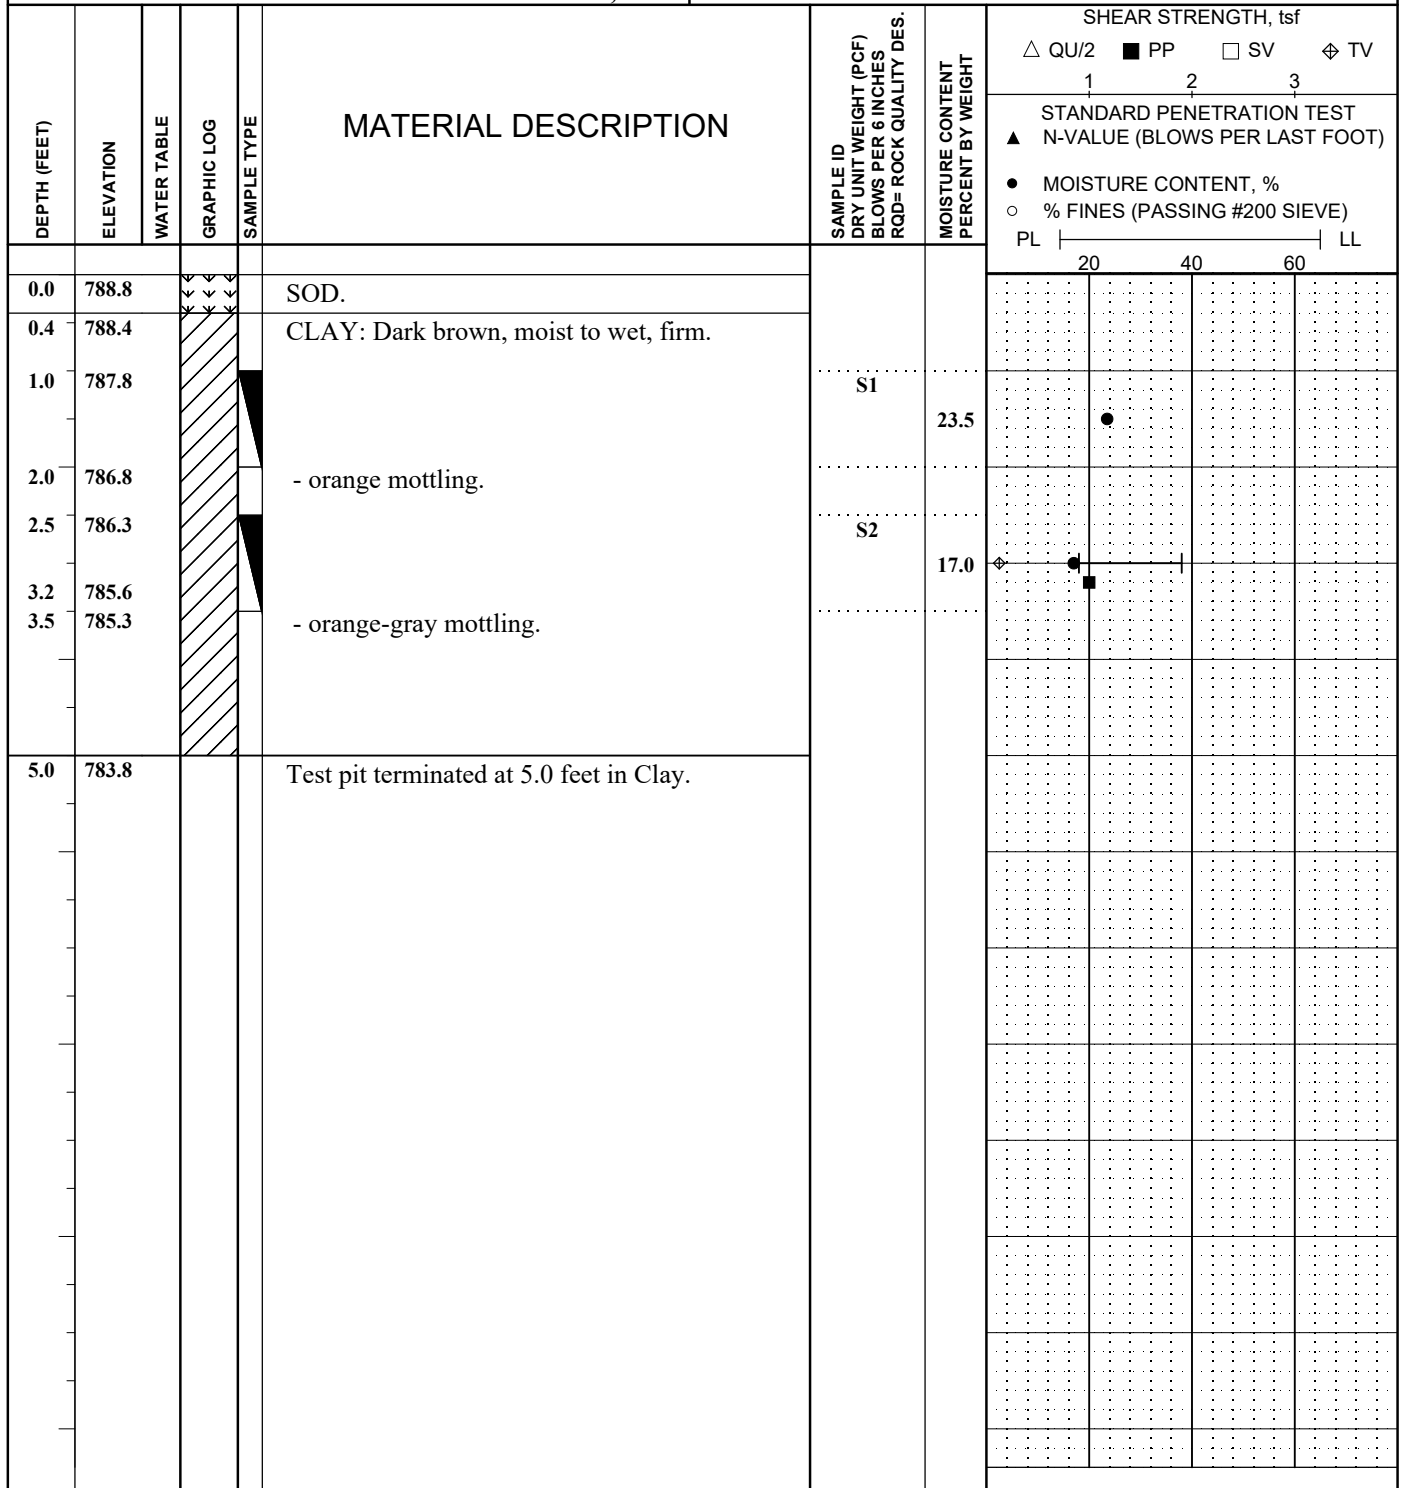 SHEAR STRENGTH, tsf
QU/2 PP SV TV
1 2 3
STANDARD PENETRATION TEST
N-VALUE (BLOWS PER LAST FOOT)
MOISTURE CONTENT, %
% FINES (PASSING #200 SIEVE)
PL LL
20 40 60
DEPTH (FEET)
ELEVATION
WATER TABLE
GRAPHIC LOG
SAMPLE TYPE
MATERIAL DESCRIPTION
SAMPLE ID
DRY UNIT WEIGHT (PCF)
BLOWS PER 6 INCHES
RQD= ROCK QUALITY DES.
MOISTURE CONTENT
PERCENT BY WEIGHT
0.0 788.8 SOD.
0.4 788.4 CLAY: Dark brown, moist to wet, firm.
1.0 787.8 S1
23.5
2.0 786.8 - orange mottling.
2.5 786.3 S2
17.0
3.2 785.6
3.5 785.3 - orange-gray mottling.
5.0 783.8 Test pit terminated at 5.0 feet in Clay.